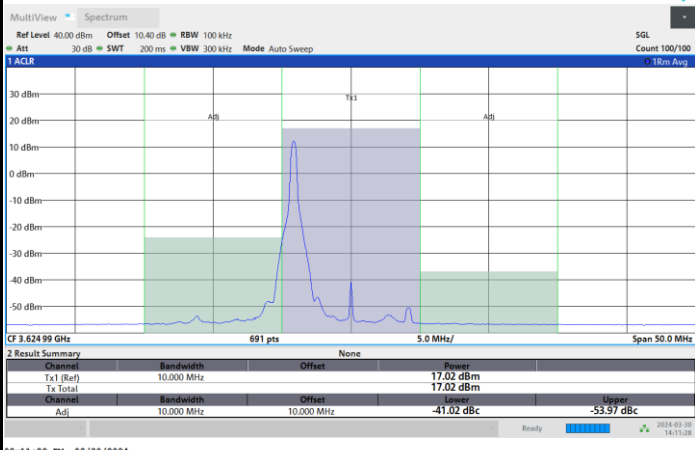 MultiView Spectrum
Ref Level 40.00 dBm Offset 10.40 dB RBW 100 kHz SGL
Att 30 dB SWT 200 ms VBW 300 kHz Mode Auto Sweep Count 100/100
1 ACLR 1Rm Avg
30 dBm
Tx1
20 dBm
Adj Adj
10 dBm
0 dBm
-10 dBm
-20 dBm
-30 dBm
-40 dBm
-50 dBm
CF 3.624 99 GHz 691 pts 5.0 MHz/ Span 50.0 MHz
2 Result Summary None
Channel Bandwidth Offset Power
Tx1 (Ref) 10.000 MHz 17.02 dBm
Tx Total 17.02 dBm
Channel Bandwidth Offset Lower Upper
Adj 10.000 MHz 10.000 MHz -41.02 dBc -53.97 dBc
Ready 2024-03-30
14:11:28